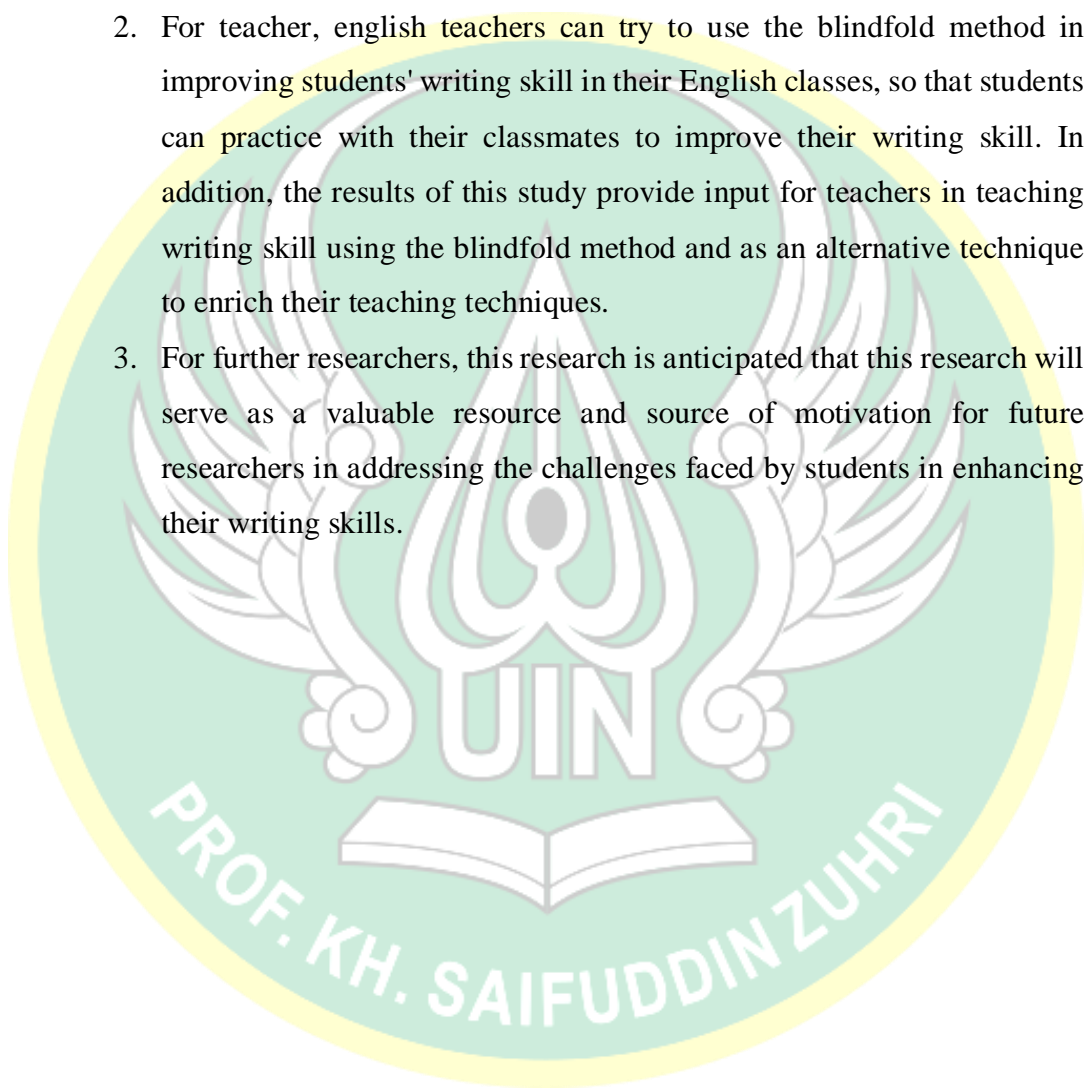 2. For teacher, english teachers can try to use the blindfold method in
improving students' writing skill in their English classes, so that students
can practice with their classmates to improve their writing skill. In
addition, the results of this study provide input for teachers in teaching
writing skill using the blindfold method and as an alternative technique
to enrich their teaching techniques.
3. For further researchers, this research is anticipated that this research will
serve as a valuable resource and source of motivation for future
researchers in addressing the challenges faced by students in enhancing
their writing skills.
UIN
PROF. KH. SAIFUDDIN ZUHRI